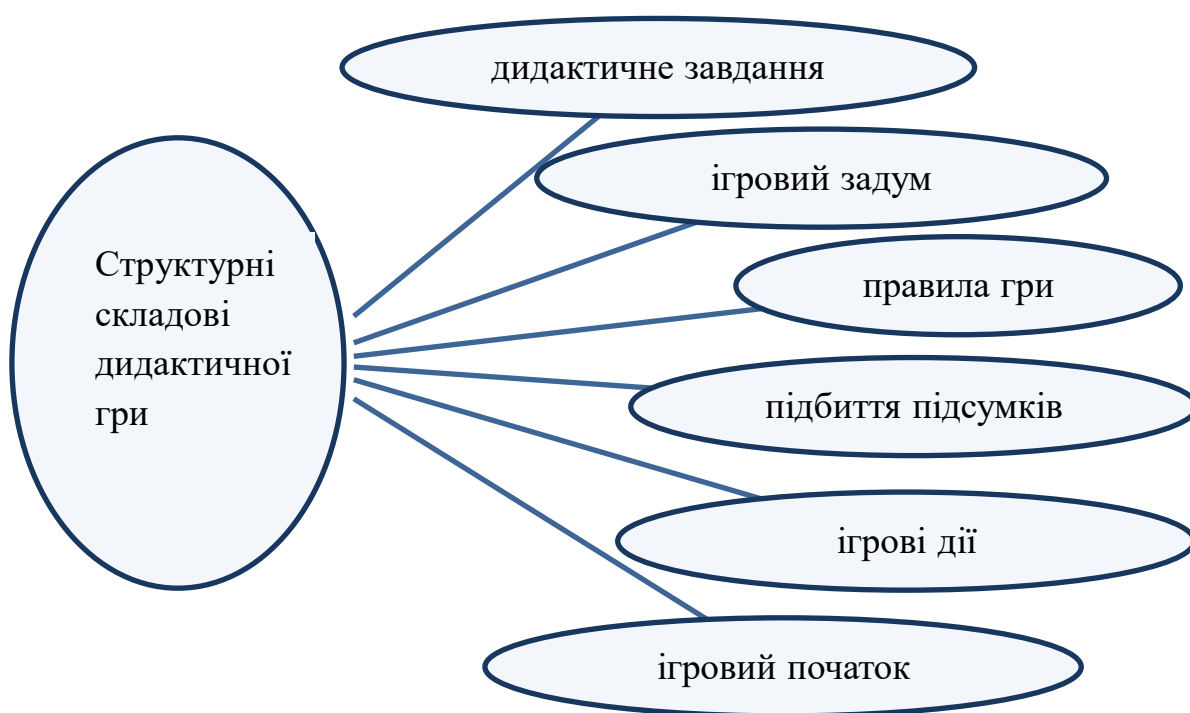 Структурні
складові
дидактичної
гри
дидактичне завдання
ігровий задум
правила гри
підбиття підсумків
ігрові дії
ігровий початок